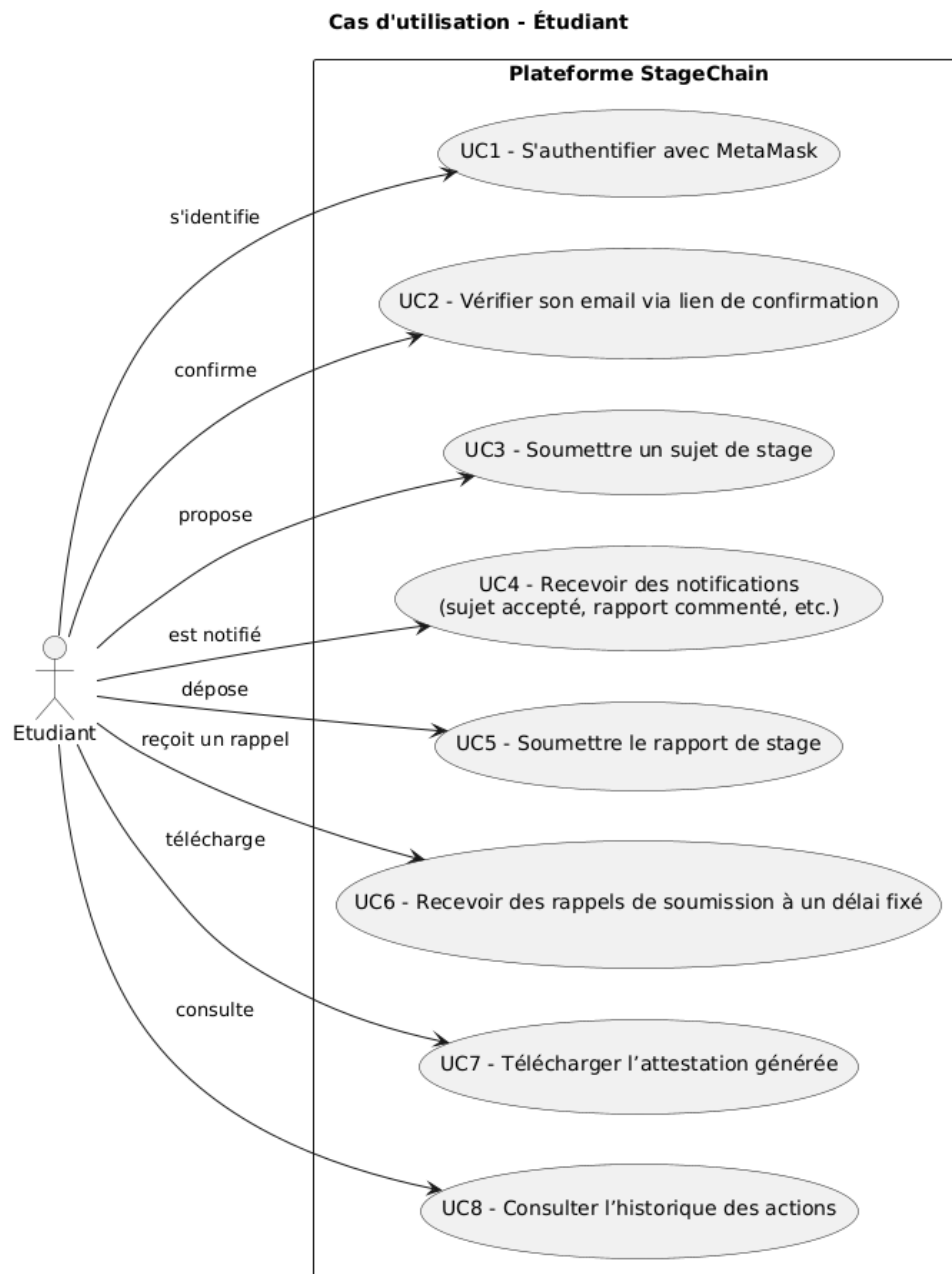 Cas d'utilisation - Étudiant
Plateforme StageChain
UC1 - S'authentifier avec MetaMask
s'identifie
UC2 - Vérifier son email via lien de confirmation
confirme
UC3 - Soumettre un sujet de stage
propose
UC4 - Recevoir des notifications
(sujet accepté, rapport commenté, etc.)
est notifié
dépose
Etudiant
reçoit un rappel
UC5 - Soumettre le rapport de stage
télécharge
UC6 - Recevoir des rappels de soumission à un délai fixé
consulte
UC7 - Télécharger l’attestation générée
UC8 - Consulter l’historique des actions